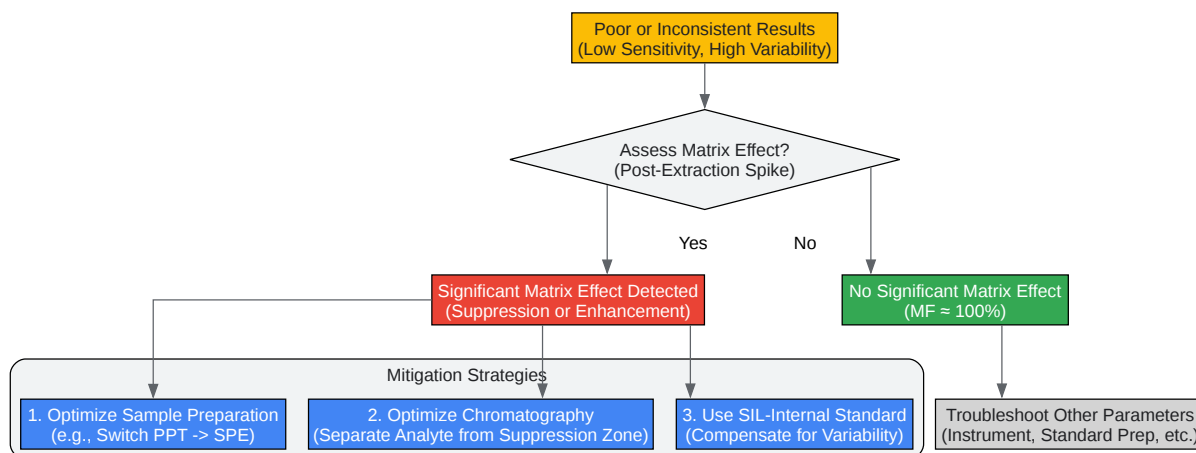 Poor or Inconsistent Results
(Low Sensitivity, High Variability)
Assess Matrix Effect?
(Post-Extraction Spike)
Yes
No
Significant Matrix Effect Detected
(Suppression or Enhancement)
No Significant Matrix Effect
(MF ≈ 100%)
Mitigation Strategies
1. Optimize Sample Preparation
(e.g., Switch PPT -> SPE)
2. Optimize Chromatography
(Separate Analyte from Suppression Zone)
3. Use SIL-Internal Standard
(Compensate for Variability)
Troubleshoot Other Parameters
(Instrument, Standard Prep, etc.)